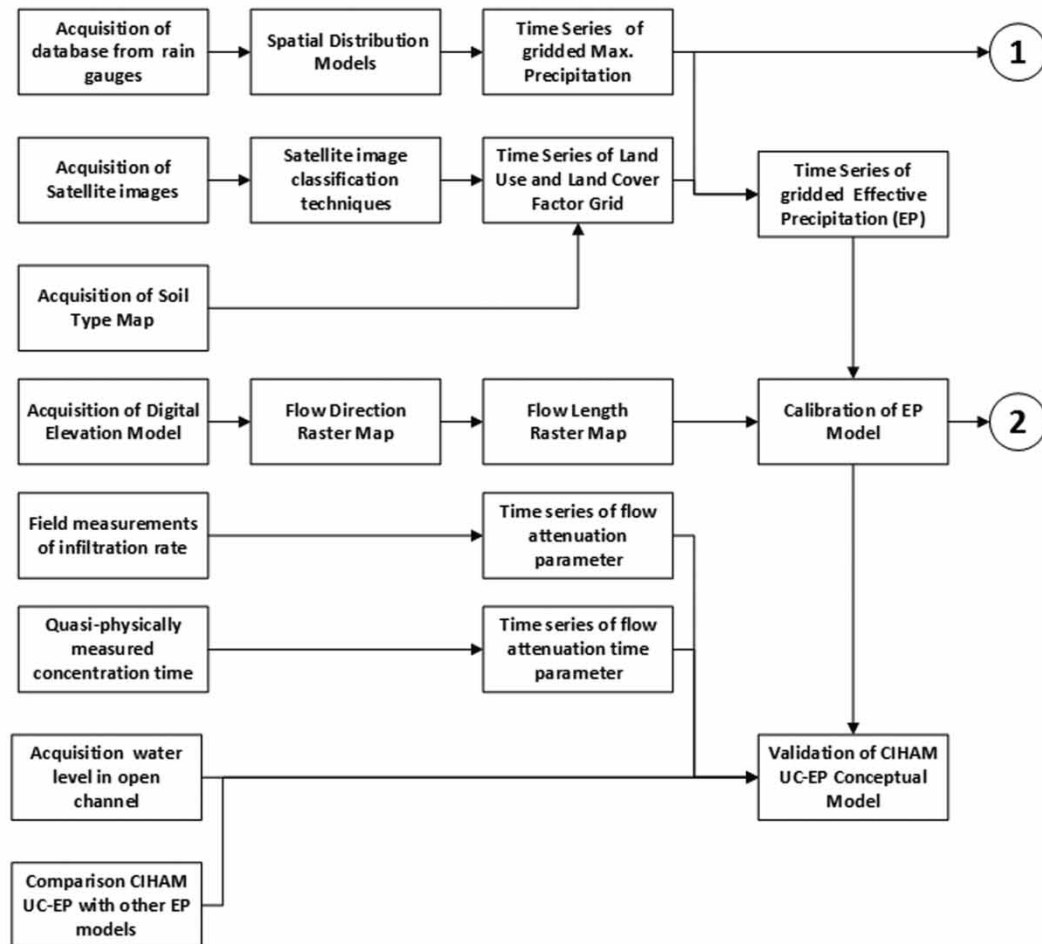 Acquisition of
database from rain
gauges
Spatial Distribution
Models
Time Series of
gridded Max.
Precipitation
1
Acquisition of
Satellite images
Satellite image
classification
techniques
Time Series of Land
Use and Land Cover
Factor Grid
Time Series of
gridded Effective
Precipitation (EP)
Acquisition of Soil
Type Map
Acquisition of Digital
Elevation Model
Flow Direction
Raster Map
Flow Length
Raster Map
Calibration of EP
Model
2
Field measurements
of infiltration rate
Time series of flow
attenuation
parameter
Quasi-physically
measured
concentration time
Time series of flow
attenuation time
parameter
Acquisition water
level in open
channel
Validation of CIHAM
UC-EP Conceptual
Model
Comparison CIHAM
UC-EP with other EP
models